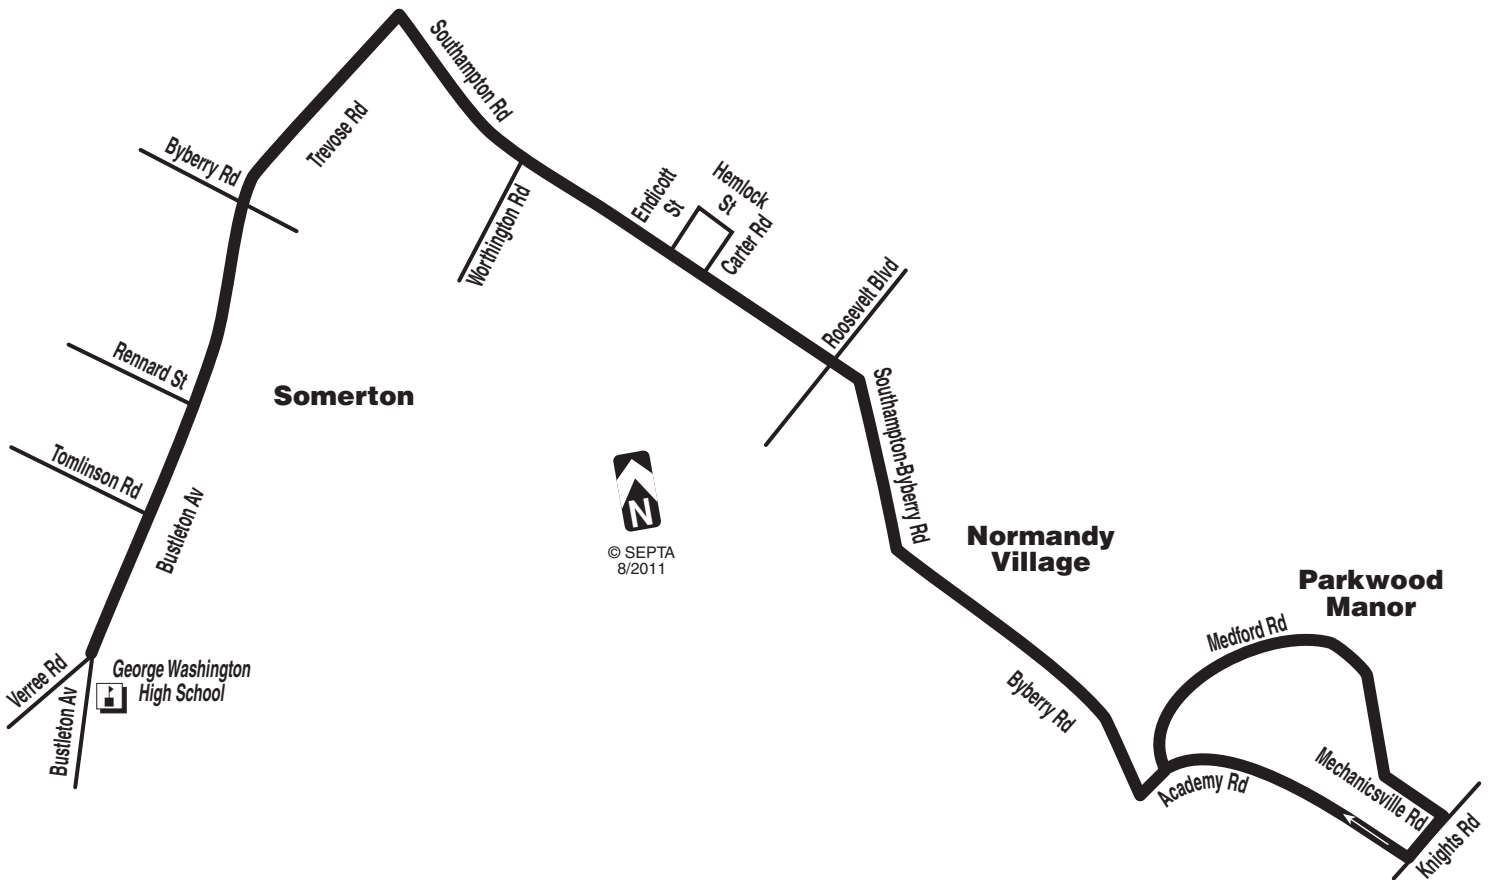 Southampton Rd
Trevose Rd
Byberry Rd
Worthington Rd
Endicott
St
Hemlock
St
Carter Rd
Roosevelt Blvd
Rennard St
Somerton
Southampton-Byberry Rd
Tomlinson Rd
Bustleton Av
N
© SEPTA
8/2011
Normandy
Village
Parkwood
Manor
Medford Rd
Verree Rd
George Washington
High School
Bustleton Av
Byberry Rd
Academy Rd
Mechanicsville Rd
Knights Rd